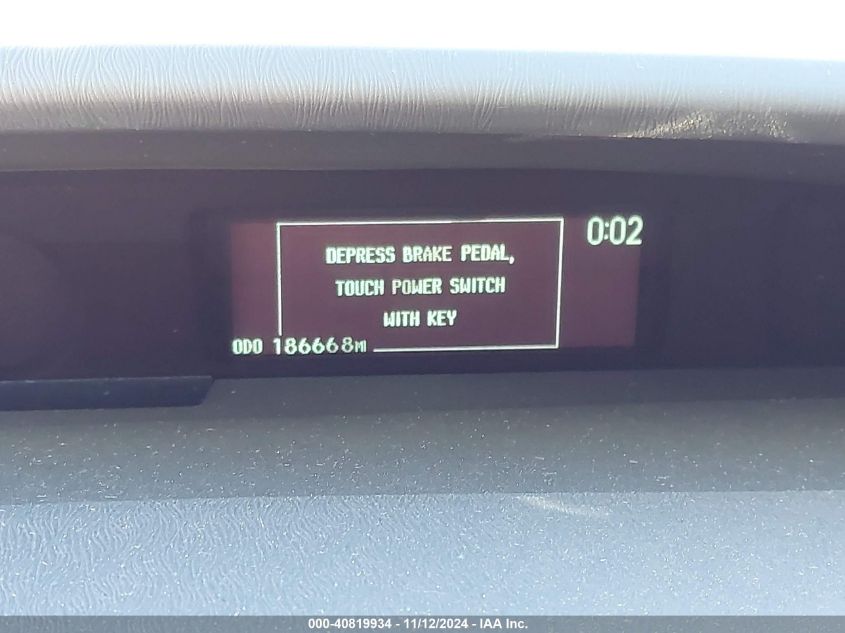 0:02
DEPRESS BRAKE PEDAL,
TOUCH POWER SWITCH
WITH KEY
ODO 186668MI
000-40819934 - 11/12/2024 - IAA Inc.